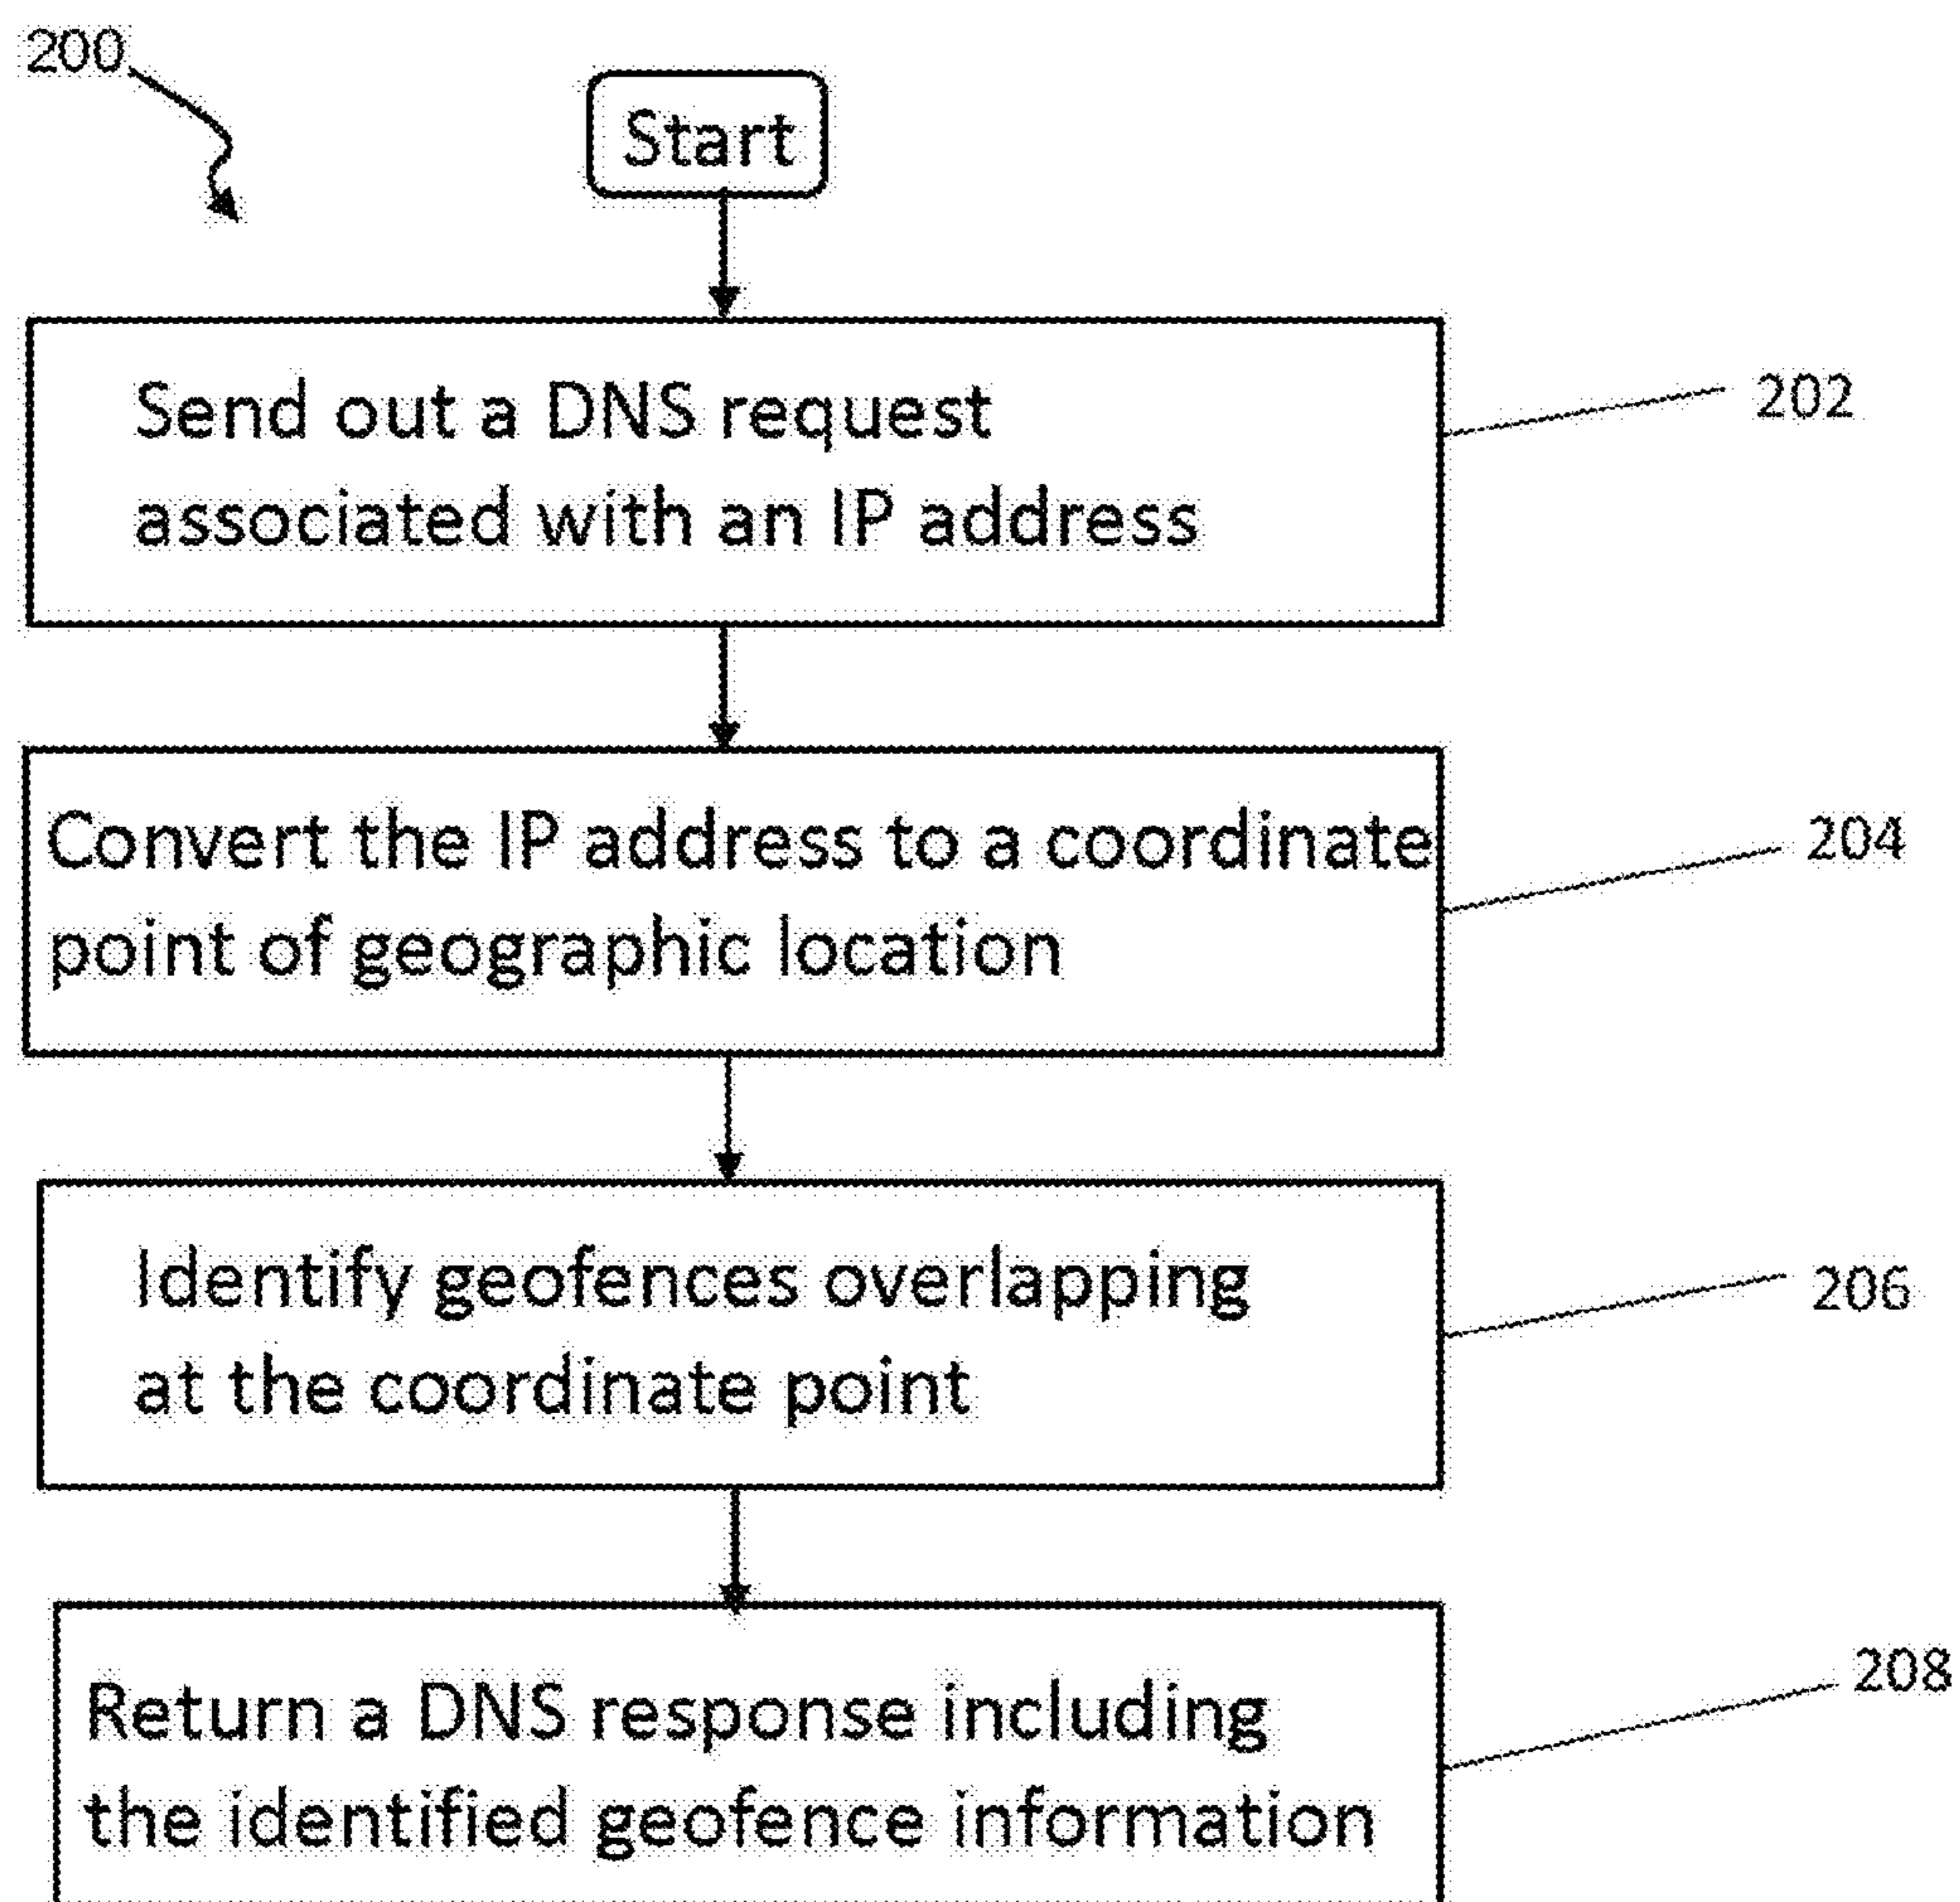 200
Start
Send out a DNS request
associated with an IP address
202
Convert the IP address to a coordinate
point of geographic location
204
Identify geofences overlapping
at the coordinate point
206
Return a DNS response including
the identified geofence information
208